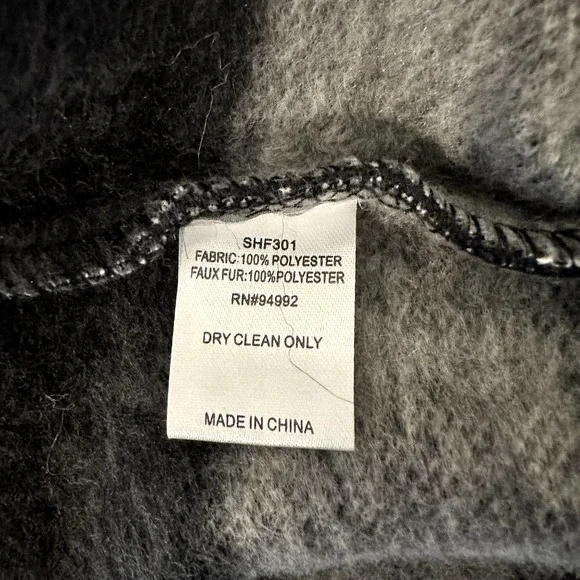 SHF301
FABRIC:100% POLYESTER
FAUX FUR:100%POLYESTER
RN#94992
DRY CLEAN ONLY
MADE IN CHINA